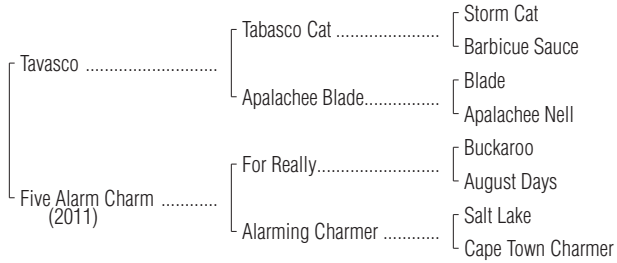 Storm Cat
Tabasco Cat ......................
Barbicue Sauce
Tavasco ............................
Blade
Apalachee Blade................
Apalachee Nell
Buckaroo
For Really..........................
August Days
Five Alarm Charm ............
(2011)
Salt Lake
Alarming Charmer ............
Cape Town Charmer